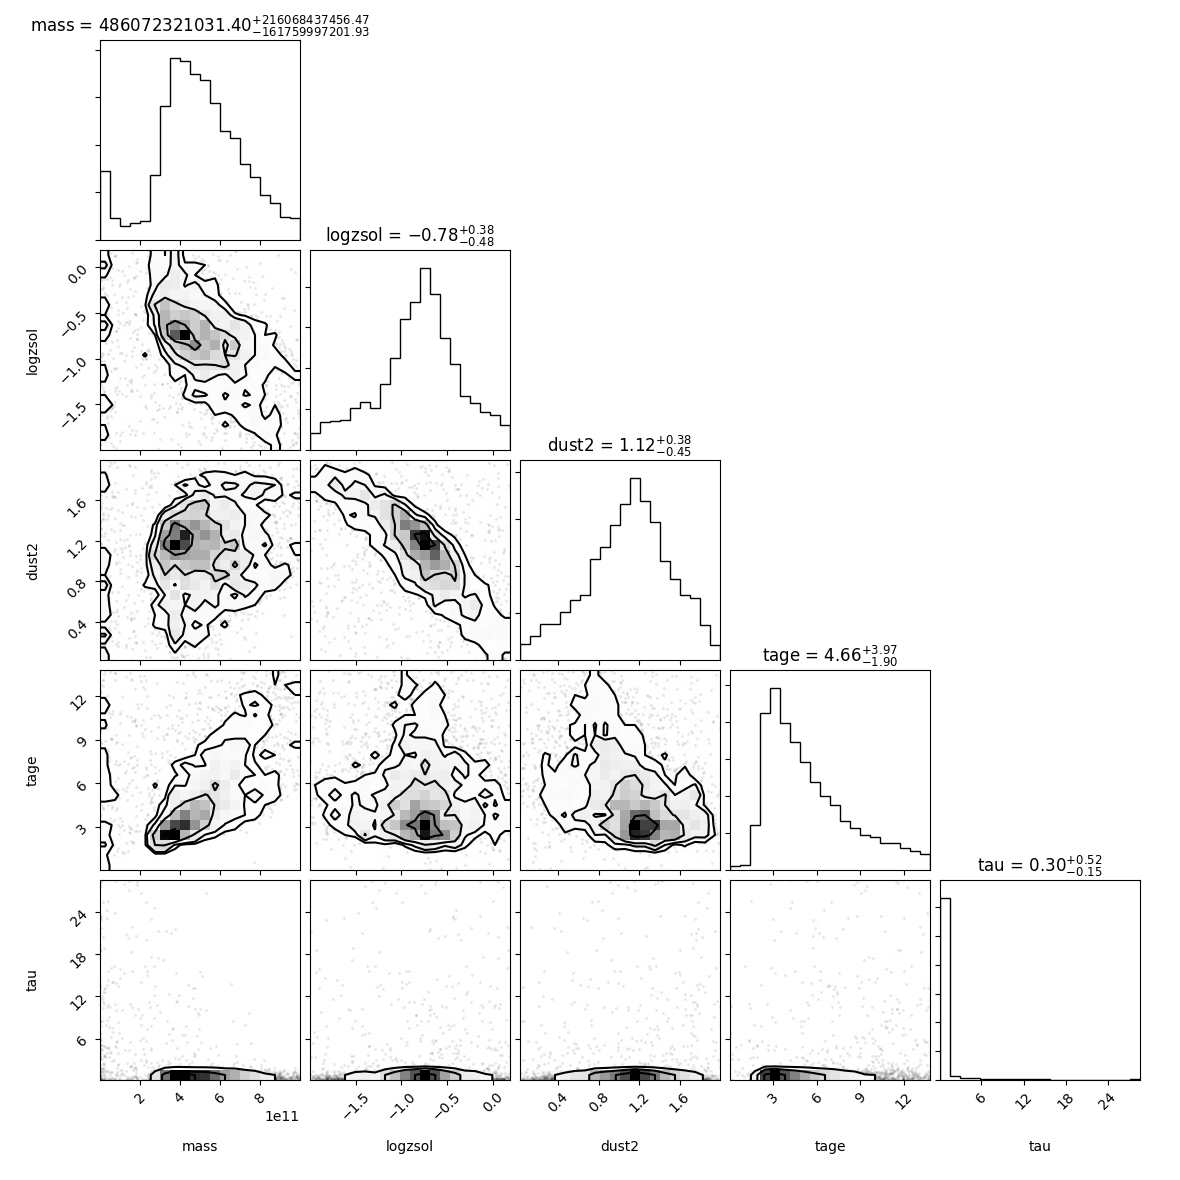 mass = 486072321031.40+216068437456.47−161759997201.93
logzsol = −0.78+0.38−0.48
logzsol
0.0
−0.5
−1.0
−1.5
dust2 = 1.12+0.38−0.45
dust2
1.6
1.2
0.8
0.4
tage = 4.66+3.97−1.90
tage
12
9
6
3
tau = 0.30+0.52−0.15
tau
24
18
12
6
2 4 6 8
1e11
−1.5 −1.0 −0.5 0.0
0.4 0.8 1.2 1.6
3 6 9 12
6 12 18 24
mass logzsol dust2 tage tau